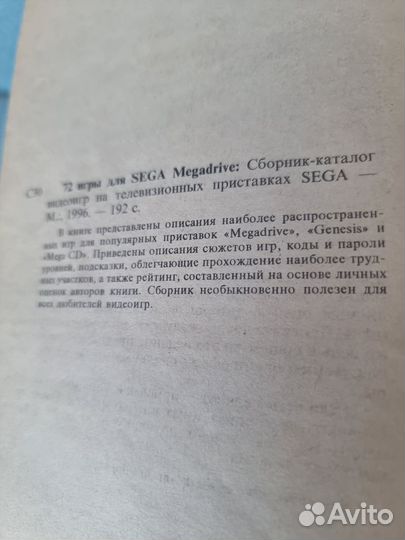 С30 72 игры для SEGA Megadrive: Сборник-каталог
видеоигр на телевизионных приставках SEGA —
М., 1996. — 192 с.
В книге представлены описания наиболее распространен-
ных игр для популярных приставок «Megadrive», «Genesis» и
«Mega CD». Приведены описания сюжетов игр, коды и пароли
уровней, подсказки, облегчающие прохождение наиболее труд-
ных участков, а также рейтинг, составленный на основе личных
оценок авторов книги. Сборник необыкновенно полезен для
всех любителей видеоигр.
Avito